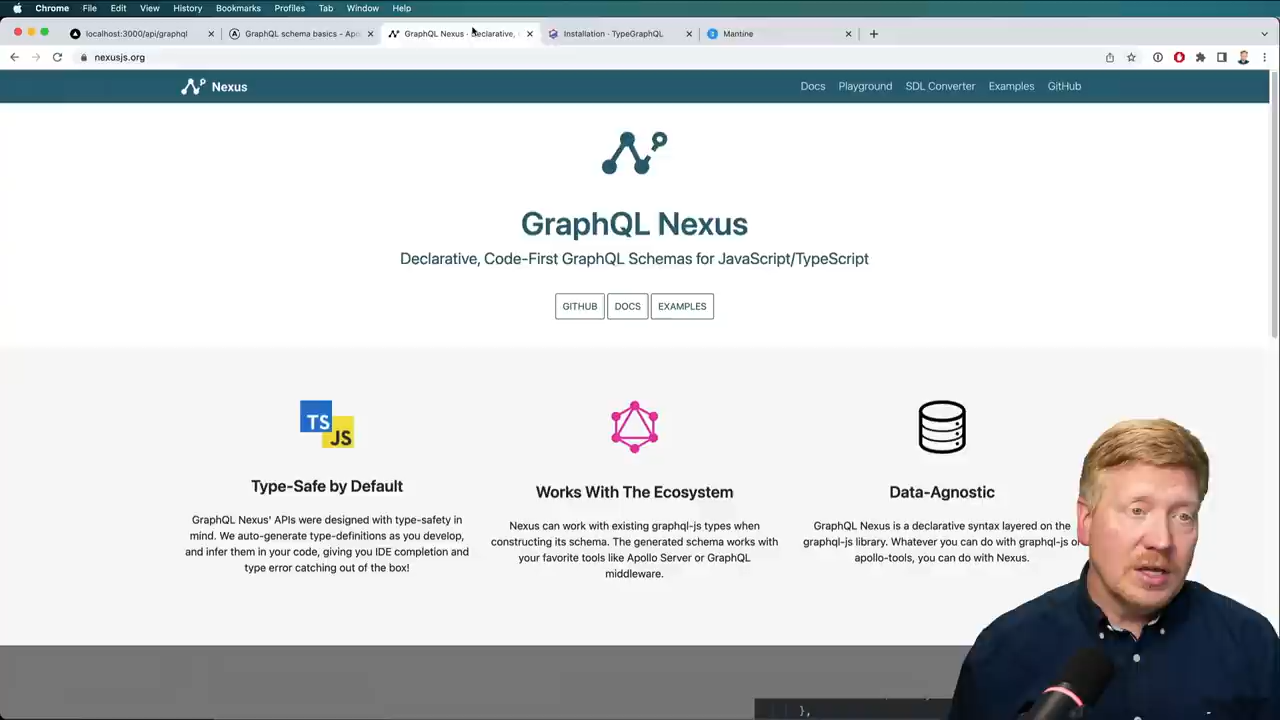 Chrome File Edit View History Bookmarks Profiles Tab Window Help
localhost:3000/api/graphql
GraphQL schema basics - Apo
GraphQL Nexus · Declarative,
Installation · TypeGraphQL
Mantine
nexusjs.org
Nexus
Docs Playground SDL Converter Examples GitHub
GraphQL Nexus
Declarative, Code-First GraphQL Schemas for JavaScript/TypeScript
GITHUB DOCS EXAMPLES
TS
JS
Type-Safe by Default
GraphQL Nexus' APIs were designed with type-safety in
mind. We auto-generate type-definitions as you develop,
and infer them in your code, giving you IDE completion and
type error catching out of the box!
Works With The Ecosystem
Nexus can work with existing graphql-js types when
constructing its schema. The generated schema works with
your favorite tools like Apollo Server or GraphQL
middleware.
Data-Agnostic
GraphQL Nexus is a declarative syntax layered on the
graphql-js library. Whatever you can do with graphql-js or
apollo-tools, you can do with Nexus.
},